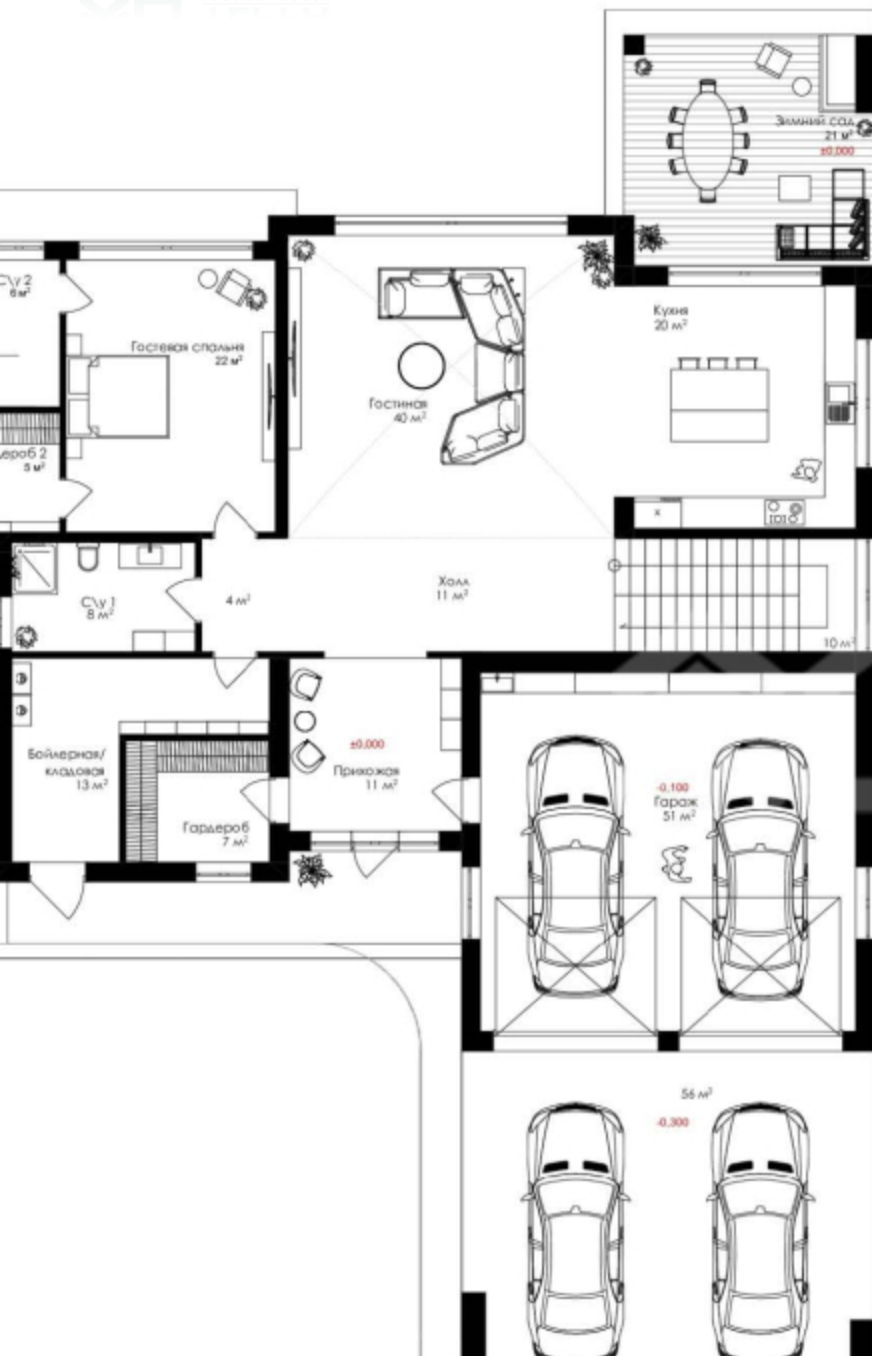 Зимний сад
21 м²
±0,000
С\у 2
6 м²
Гостевая спальня
22 м²
Кухня
20 м²
Гостиная
40 м²
ероб 2
5 м²
x
С\у 1
8 м²
4 м²
Холл
11 м²
10 м²
±0,000
Прихожая
11 м²
Бойлерная/
кладовая
13 м²
Гардероб
7 м²
-0,100
Гараж
51 м²
56 м²
-0,300